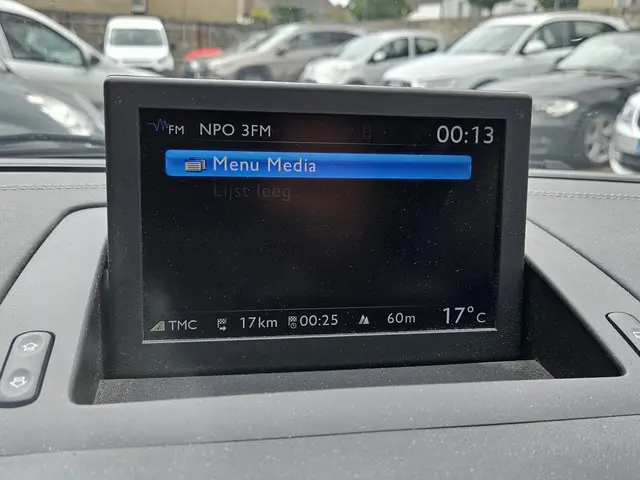 FM NPO 3FM 00:13
Menu Media
Lijst leeg
TMC 17km 00:25 60m 17°C